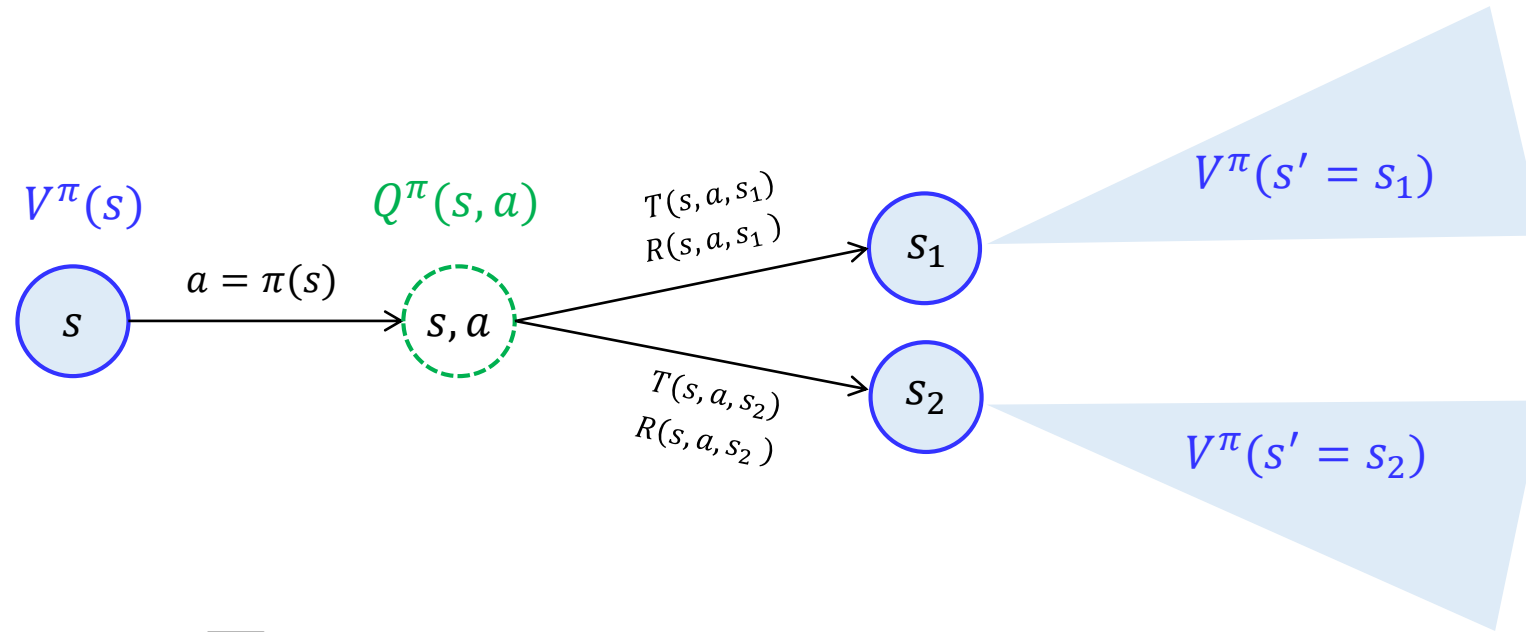 V^π(s)
Q^π(s, a)
a = π(s)
s
s, a
T(s, a, s₁)
R(s, a, s₁)
T(s, a, s₂)
R(s, a, s₂)
s₁
s₂
V^π(s′ = s₁)
V^π(s′ = s₂)